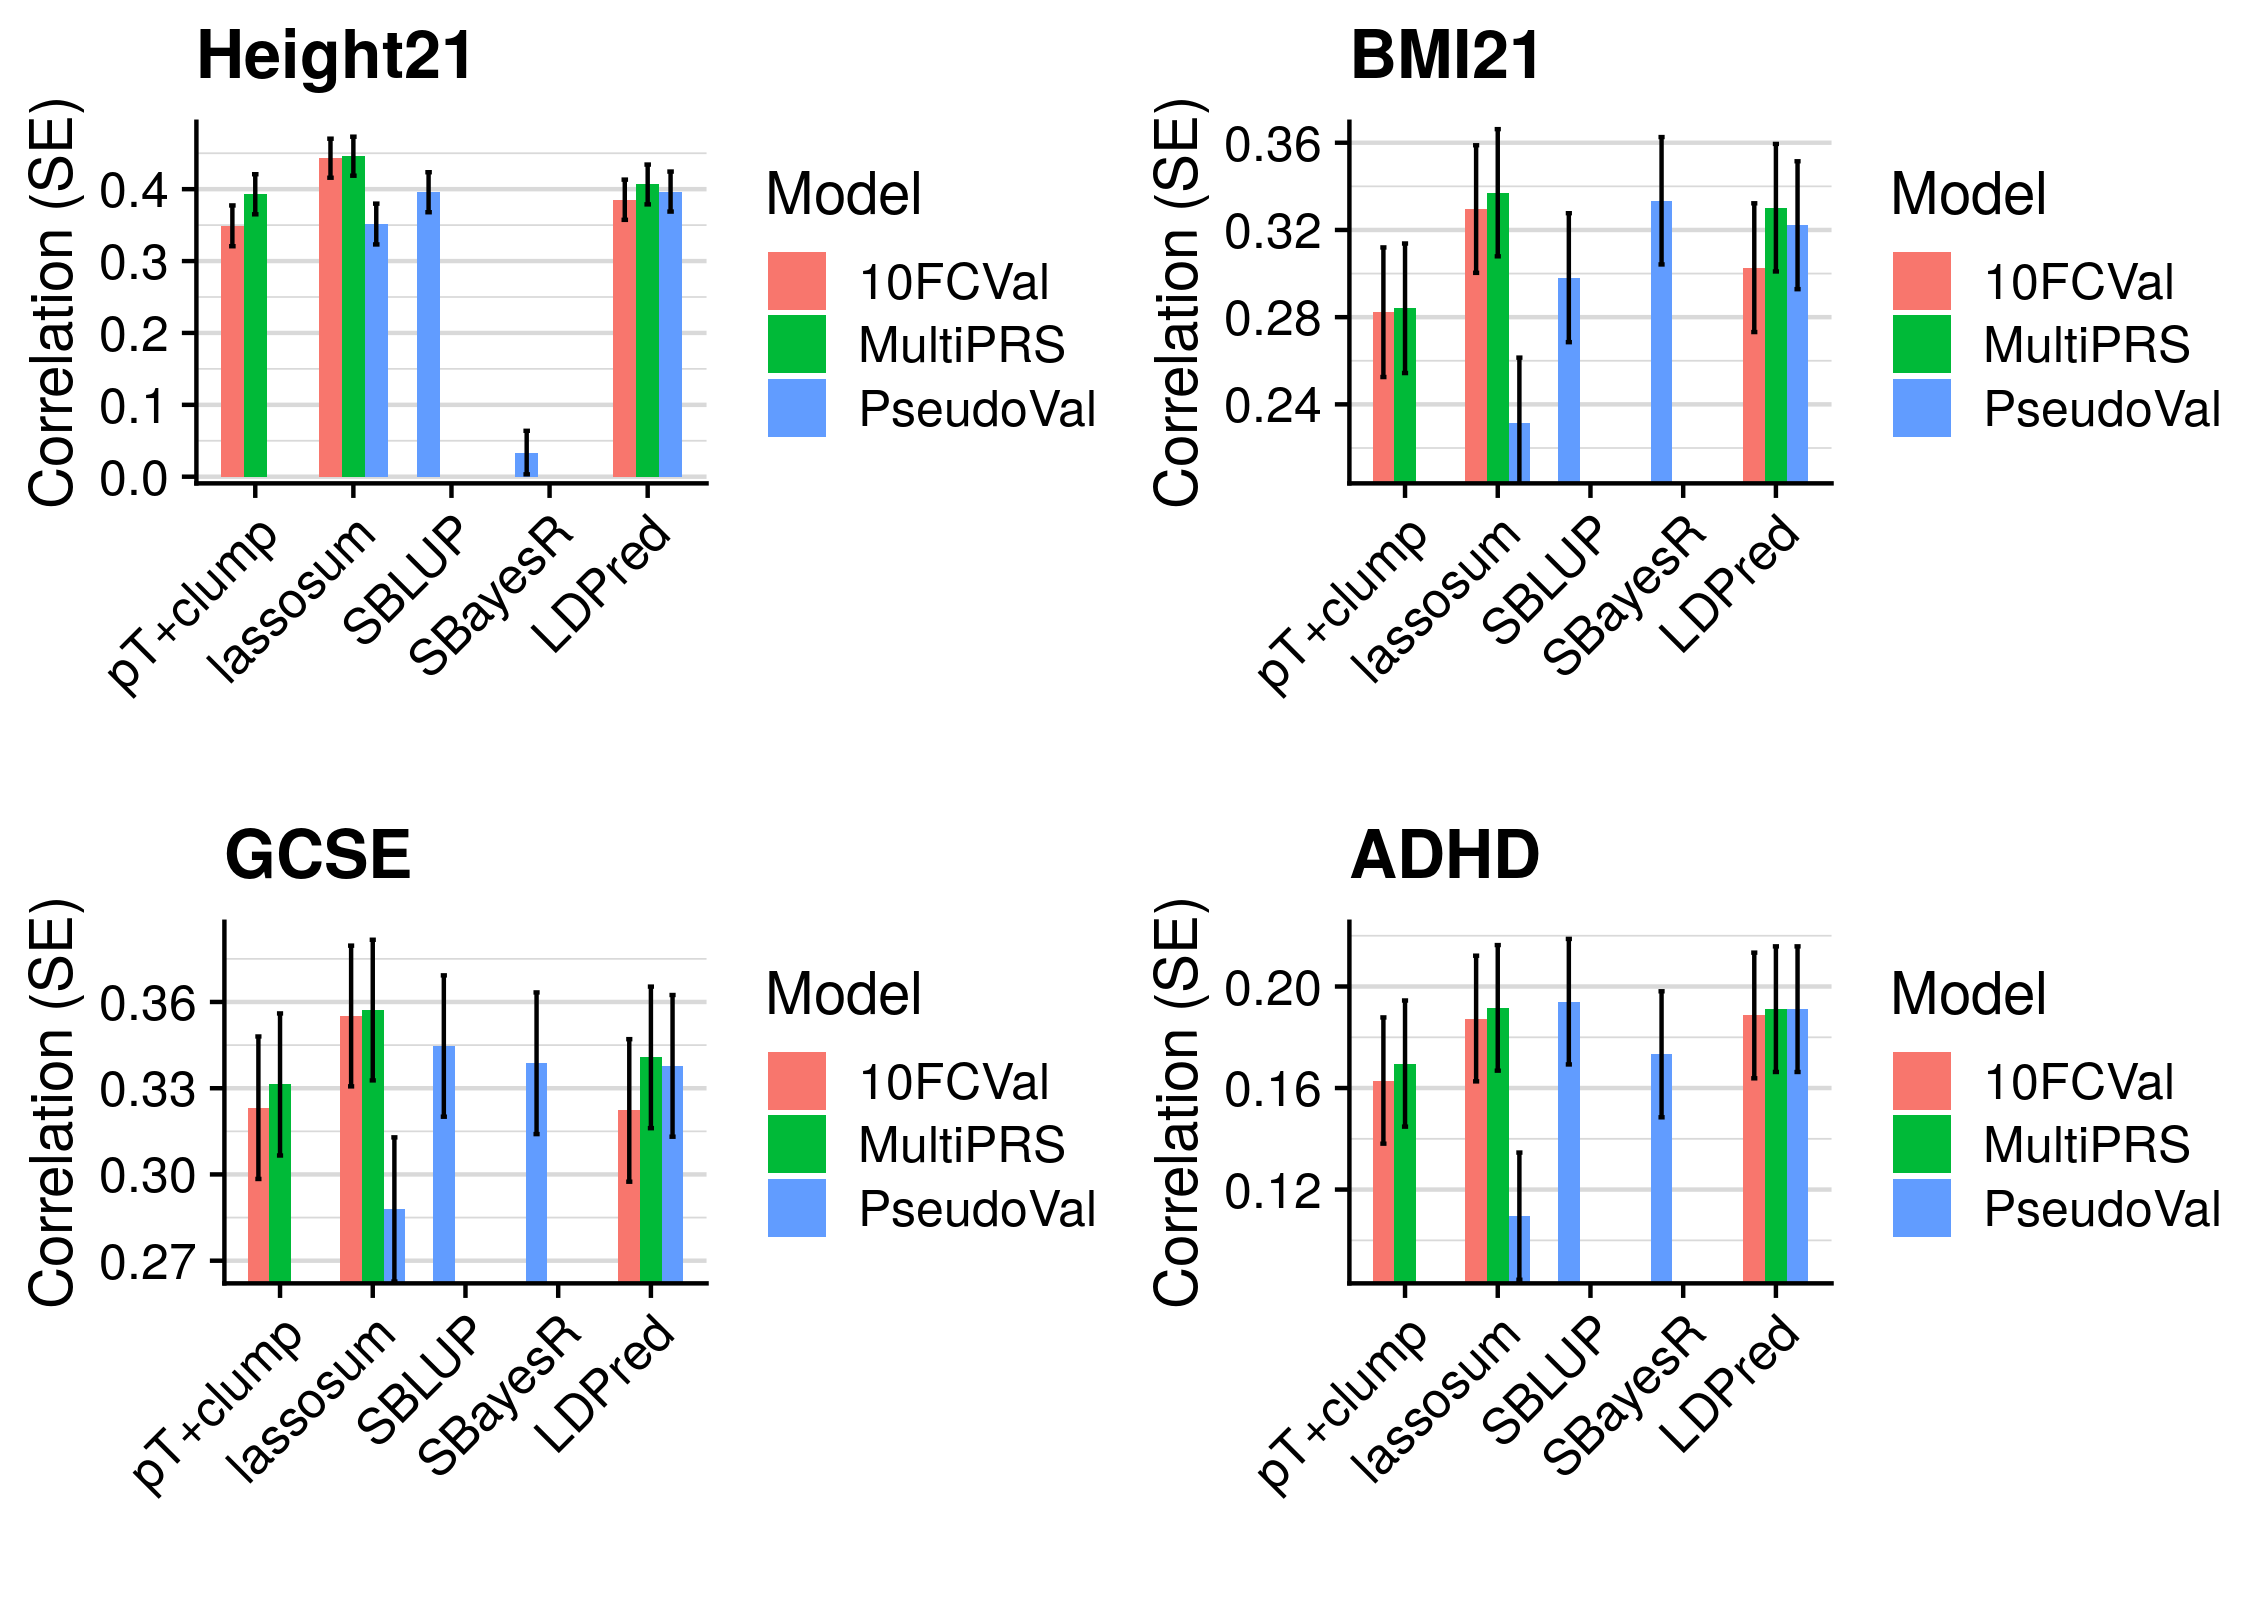 Height21
Correlation (SE)
0.4
0.3
0.2
0.1
0.0
pT+clump
lassosum
SBLUP
SBayesR
LDPred
Model
10FCVal
MultiPRS
PseudoVal
BMI21
Correlation (SE)
0.36
0.32
0.28
0.24
pT+clump
lassosum
SBLUP
SBayesR
LDPred
Model
10FCVal
MultiPRS
PseudoVal
GCSE
Correlation (SE)
0.36
0.33
0.30
0.27
pT+clump
lassosum
SBLUP
SBayesR
LDPred
Model
10FCVal
MultiPRS
PseudoVal
ADHD
Correlation (SE)
0.20
0.16
0.12
pT+clump
lassosum
SBLUP
SBayesR
LDPred
Model
10FCVal
MultiPRS
PseudoVal